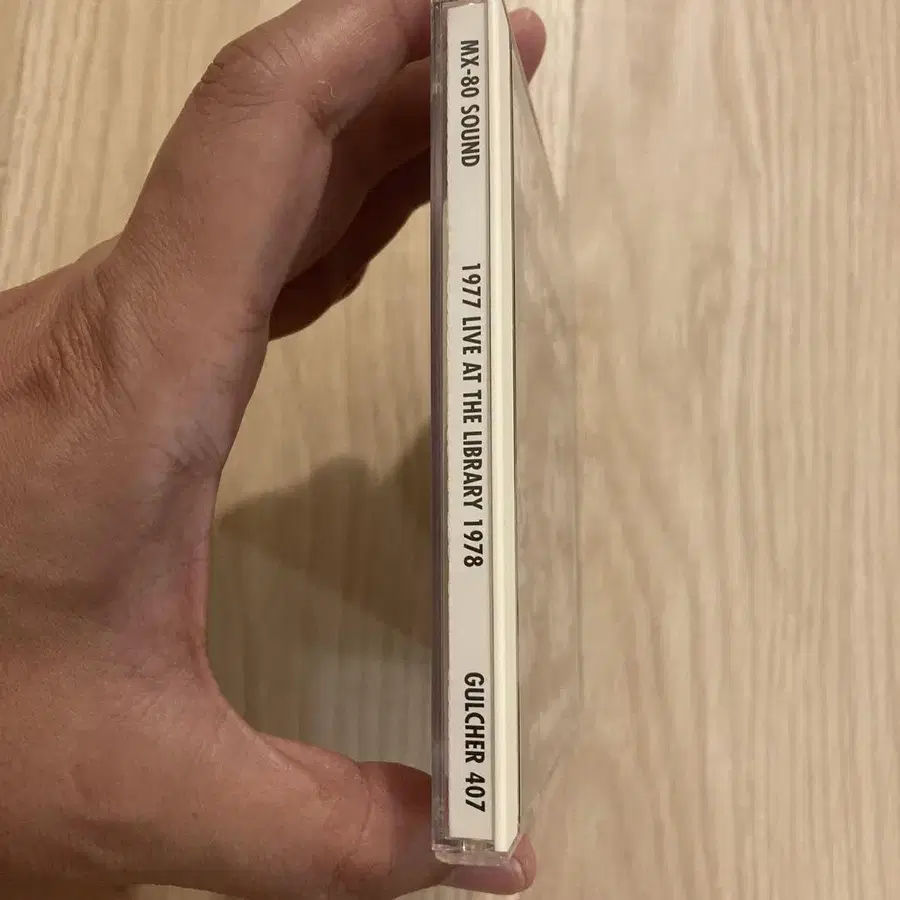 MX-80 SOUND
1977 LIVE AT THE LIBRARY 1978
GULCHER 407